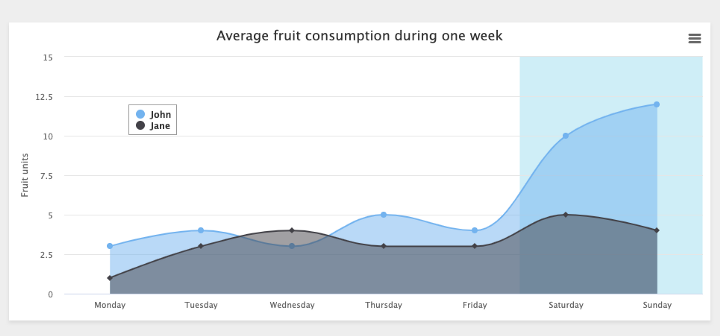 Average fruit consumption during one week
15
12.5
10
7.5
5
2.5
0
Fruit units
John
Jane
Monday Tuesday Wednesday Thursday Friday Saturday Sunday